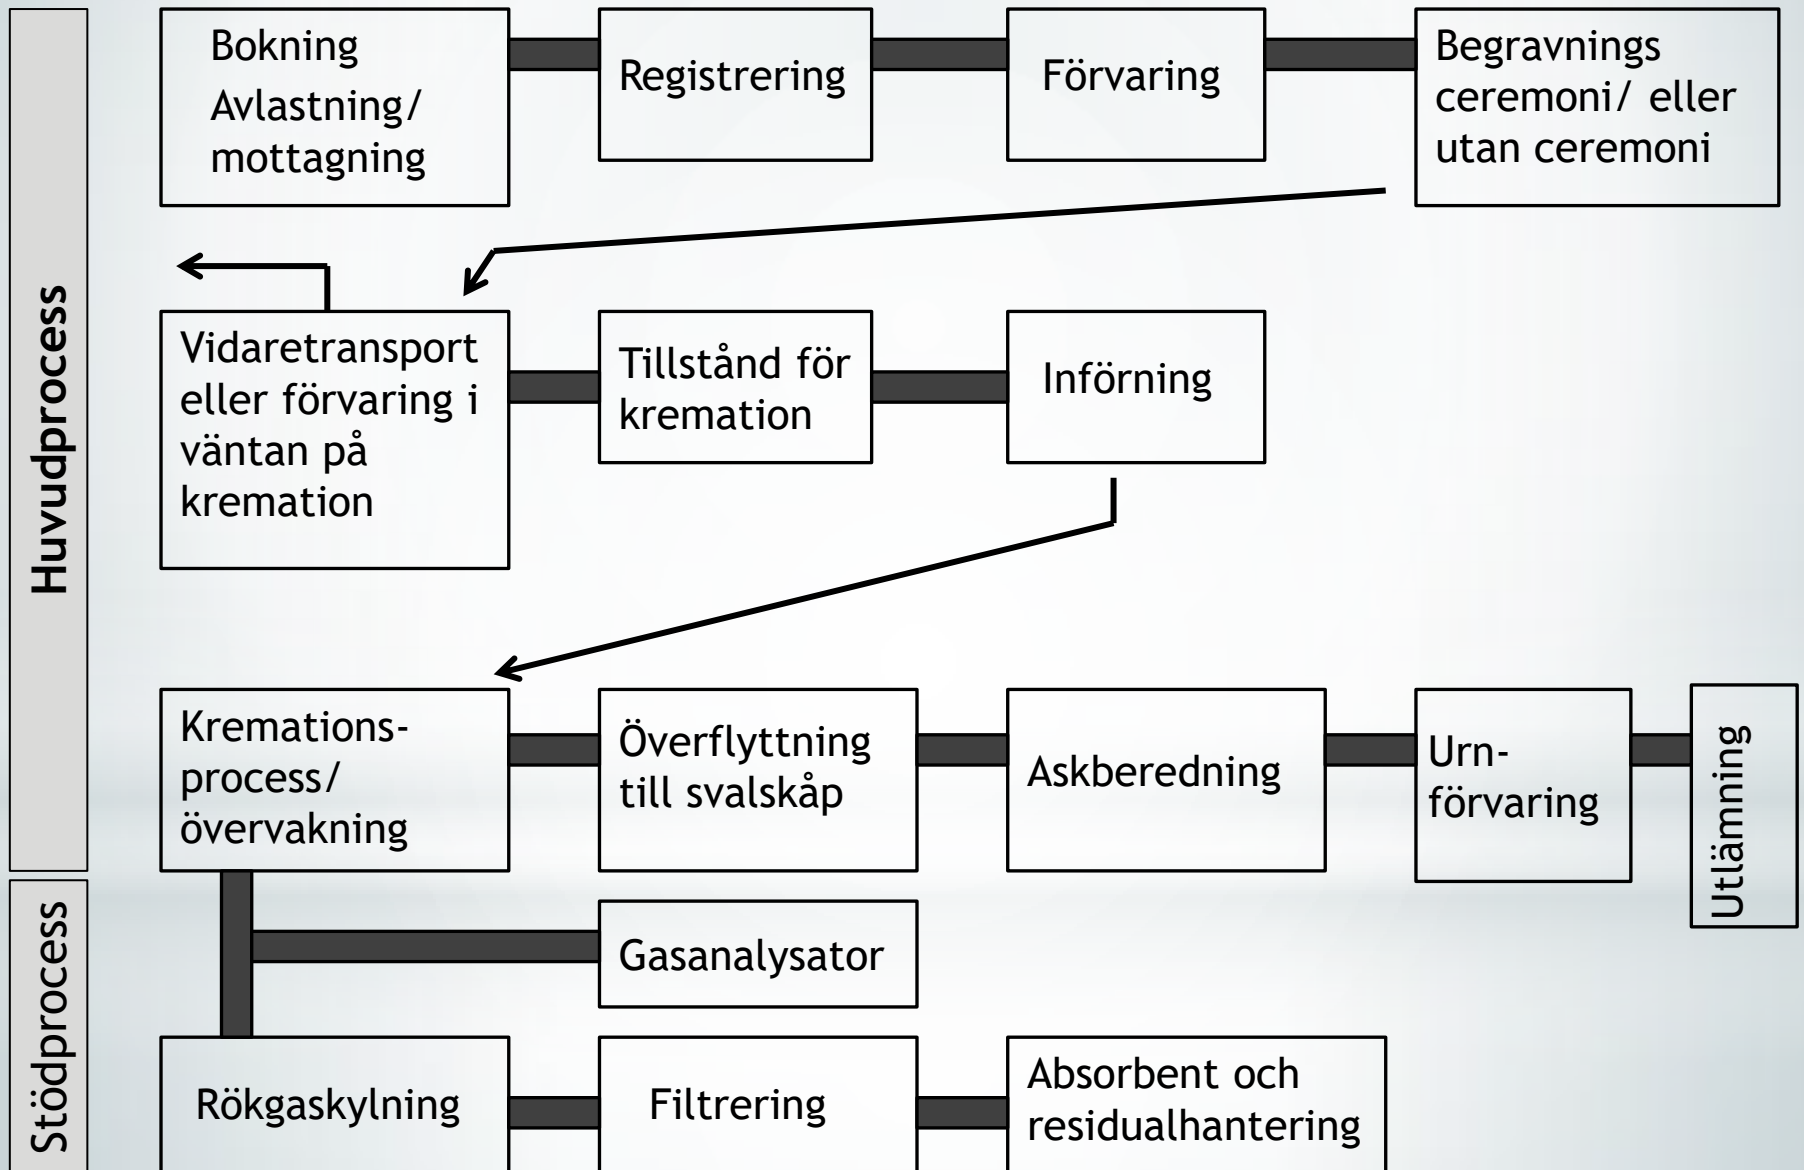 Huvudprocess
Bokning
Avlastning/
mottagning
Registrering
Förvaring
Begravnings
ceremoni/ eller
utan ceremoni
Vidaretransport
eller förvaring i
väntan på
kremation
Tillstånd för
kremation
Införning
Kremations-
process/
övervakning
Överflyttning
till svalskåp
Askberedning
Urn-
förvaring
Utlämning
Stödprocess
Gasanalysator
Rökgaskylning
Filtrering
Absorbent och
residualhantering